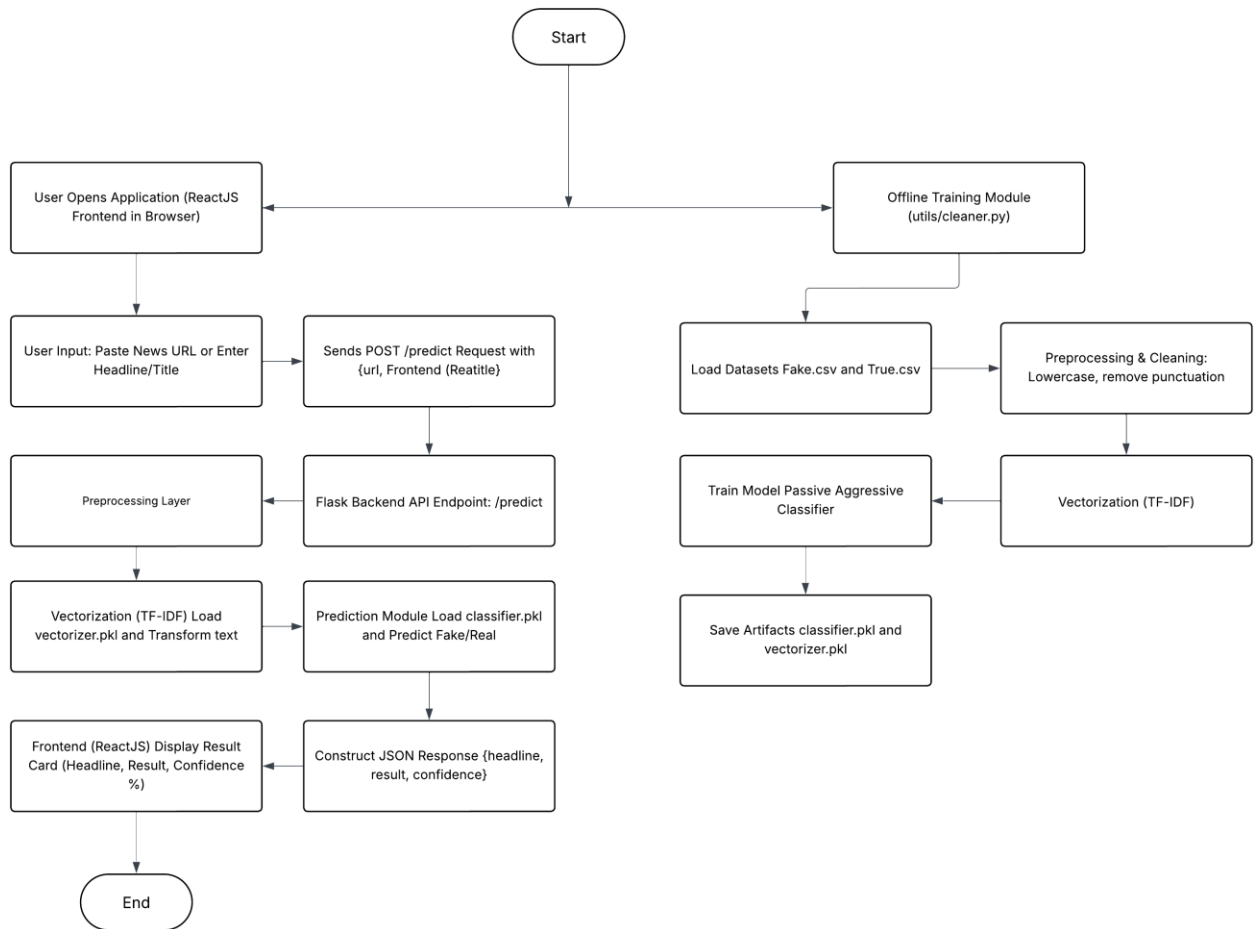 Start
User Opens Application (ReactJS
Frontend in Browser)
Offline Training Module
(utils/cleaner.py)
User Input: Paste News URL or Enter
Headline/Title
Sends POST /predict Request with
{url, Frontend (Reatitle}
Load Datasets Fake.csv and True.csv
Preprocessing & Cleaning:
Lowercase, remove punctuation
Preprocessing Layer
Flask Backend API Endpoint: /predict
Train Model Passive Aggressive
Classifier
Vectorization (TF-IDF)
Vectorization (TF-IDF) Load
vectorizer.pkl and Transform text
Prediction Module Load classifier.pkl
and Predict Fake/Real
Save Artifacts classifier.pkl and
vectorizer.pkl
Frontend (ReactJS) Display Result
Card (Headline, Result, Confidence
%)
Construct JSON Response {headline,
result, confidence}
End